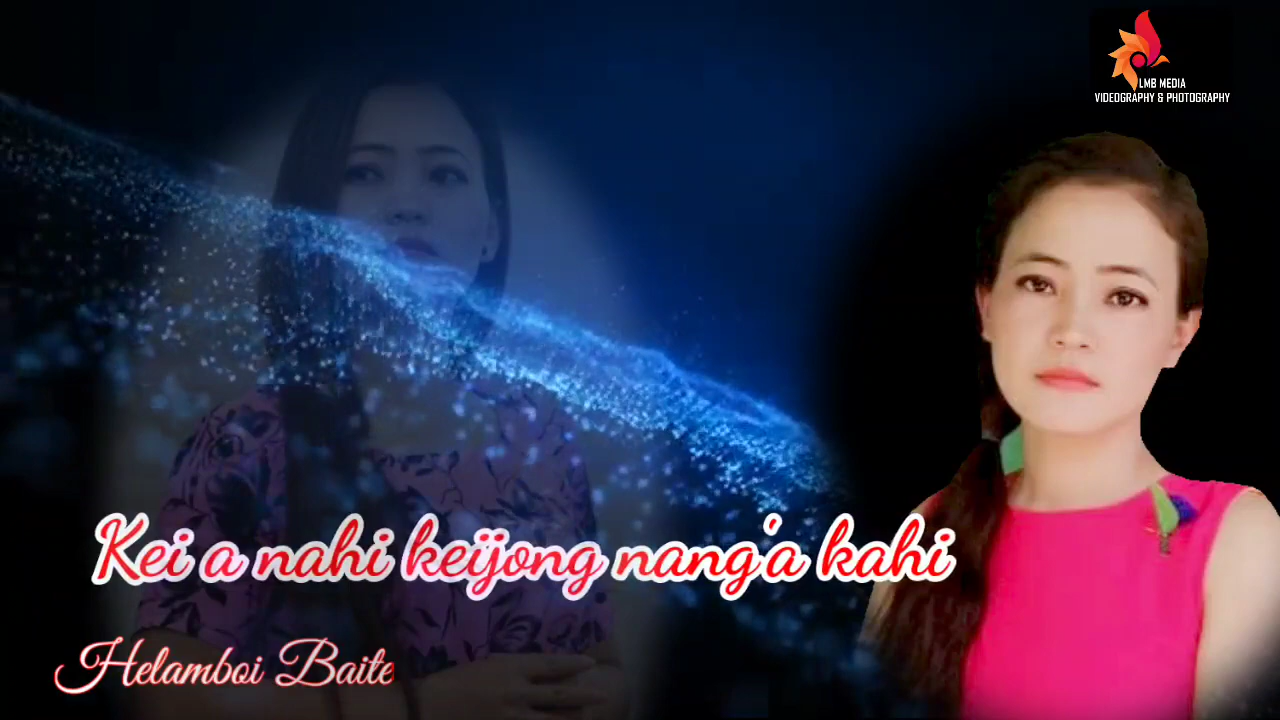 LMB MEDIA
VIDEOGRAPHY & PHOTOGRAPHY
Kei a nahi keijong nang'a kahi
Helamboi Baite